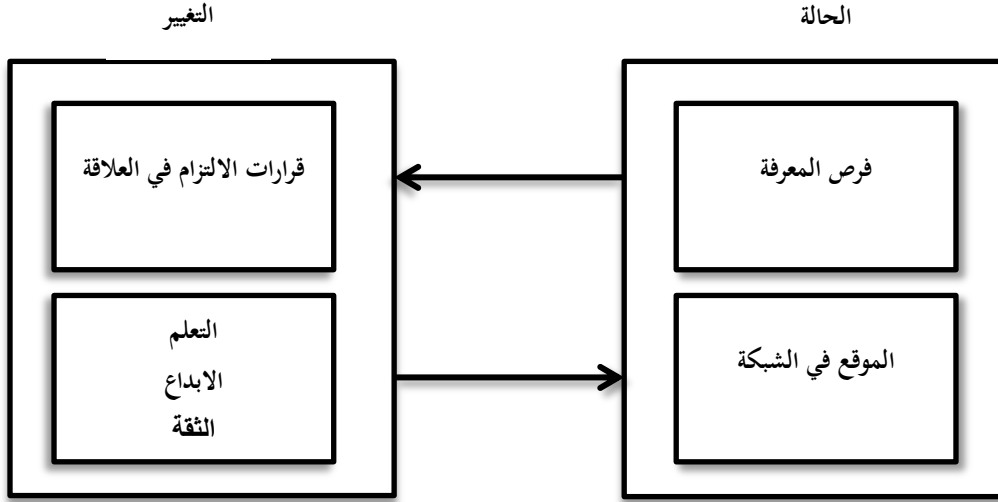 الحالة
التغيير
فرص المعرفة
قرارات الالتزام في العلاقة
الموقع في الشبكة
التعلم
الابداع
الثقة